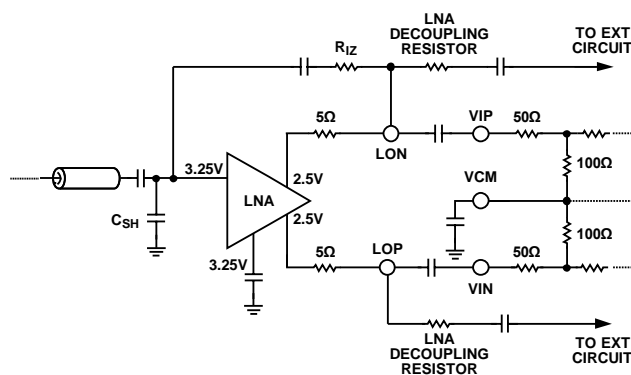 LNA
DECOUPLING
RESISTOR
TO EXT
CIRCUIT
RIZ
5Ω
LON
VIP
50Ω
100Ω
3.25V
2.5V
LNA
2.5V
VCM
CSH
100Ω
3.25V
5Ω
LOP
VIN
50Ω
LNA
DECOUPLING
RESISTOR
TO EXT
CIRCUIT